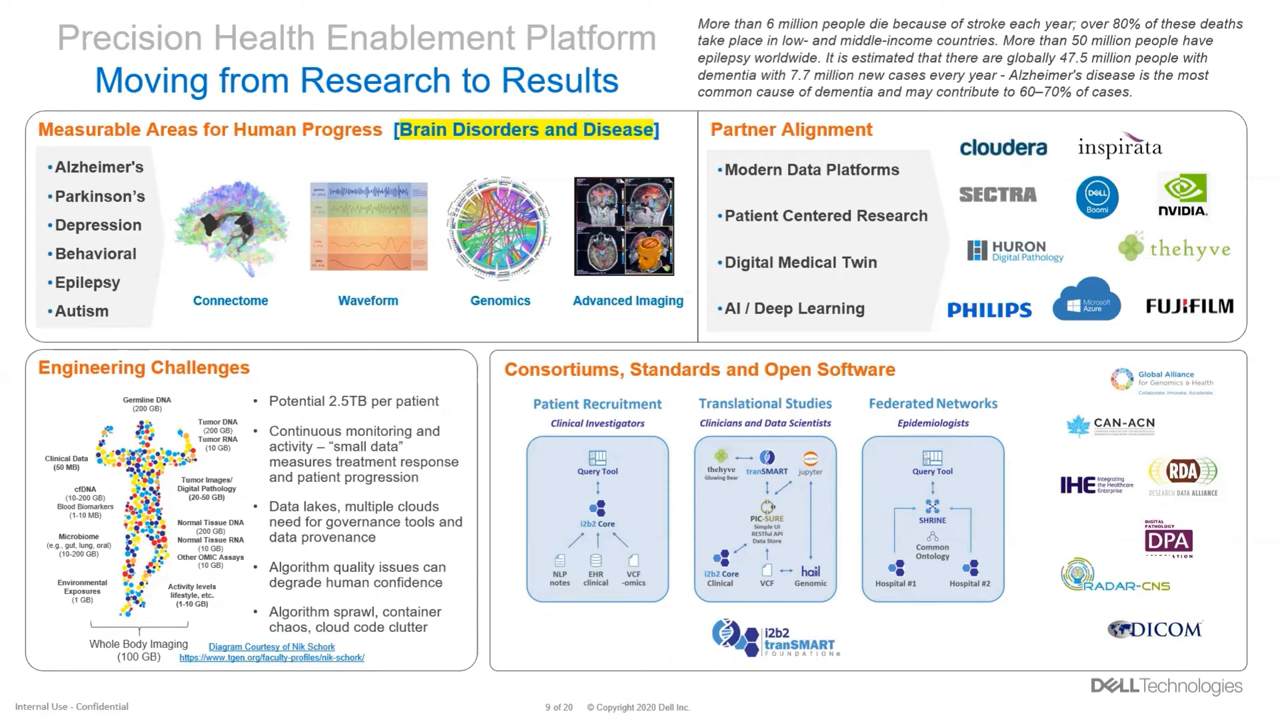 Precision Health Enablement Platform
Moving from Research to Results
More than 6 million people die because of stroke each year; over 80% of these deaths
take place in low- and middle-income countries. More than 50 million people have
epilepsy worldwide. It is estimated that there are globally 47.5 million people with
dementia with 7.7 million new cases every year - Alzheimer's disease is the most
common cause of dementia and may contribute to 60–70% of cases.
Measurable Areas for Human Progress [Brain Disorders and Disease]
•Alzheimer's
•Parkinson’s
•Depression
•Behavioral
•Epilepsy
•Autism
Connectome
Waveform
Genomics
Advanced Imaging
Partner Alignment
•Modern Data Platforms
•Patient Centered Research
•Digital Medical Twin
•AI / Deep Learning
cloudera
inspirata
SECTRA
DELL
Boomi
NVIDIA.
HURON
Digital Pathology
thehyve
PHILIPS
Microsoft
Azure
FUJIFILM
Engineering Challenges
Germline DNA
(200 GB)
Tumor DNA
(200 GB)
Tumor RNA
(10 GB)
Clinical Data
(50 MB)
Tumor Images/
Digital Pathology
(20-50 GB)
cfDNA
(10-200 GB)
Blood Biomarkers
(1-10 MB)
Normal Tissue DNA
(200 GB)
Normal Tissue RNA
(10 GB)
Other OMIC Assays
(10 GB)
Microbiome
(e.g., gut, lung, oral)
(10-200 GB)
Environmental
Exposures
(1 GB)
Activity levels
lifestyle, etc.
(1-10 GB)
Whole Body Imaging
(100 GB)
• Potential 2.5TB per patient
• Continuous monitoring and
activity – “small data”
measures treatment response
and patient progression
• Data lakes, multiple clouds
need for governance tools and
data provenance
• Algorithm quality issues can
degrade human confidence
• Algorithm sprawl, container
chaos, cloud code clutter
Diagram Courtesy of Nik Schork
https://www.tgen.org/faculty-profiles/nik-schork/
Consortiums, Standards and Open Software
Patient Recruitment
Clinical Investigators
Query Tool
i2b2 Core
NLP
notes
EHR
clinical
VCF
-omics
Translational Studies
Clinicians and Data Scientists
thehyve
Glowing Bear
tranSMART
jupyter
PIC-SURE
Simple UI
RESTful API
Data Store
i2b2 Core
Clinical
VCF
hail
Genomic
Federated Networks
Epidemiologists
Query Tool
SHRINE
Common
Ontology
Hospital #1
Hospital #2
i2b2
tranSMART
FOUNDATION
Global Alliance
for Genomics & Health
Collaborate. Innovate. Accelerate.
CAN-ACN
IHE
Integrating
the Healthcare
Enterprise
RDA
RESEARCH DATA ALLIANCE
DIGITAL
PATHOLOGY
DPA
RADAR-CNS
DICOM
DELL Technologies
Internal Use - Confidential
9 of 20
© Copyright 2020 Dell Inc.